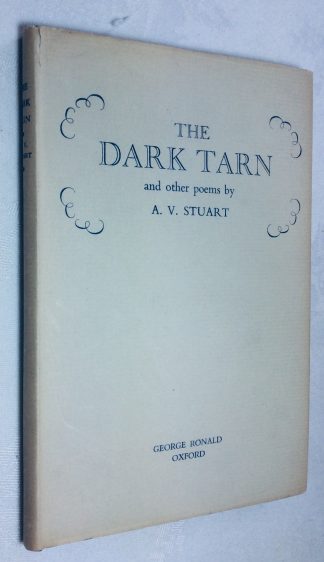 THE
DARK TARN
and other poems by
A. V. STUART
GEORGE RONALD
OXFORD